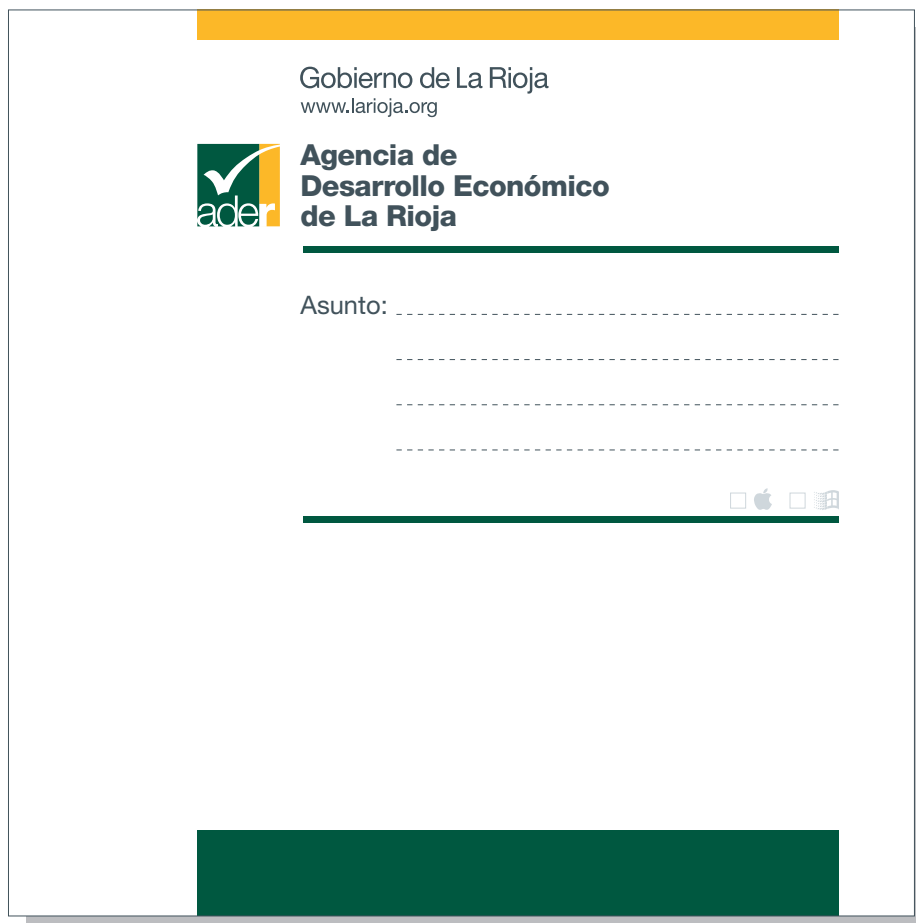 Gobierno de La Rioja
www.larioja.org
Agencia de
Desarrollo Económico
de La Rioja
ader
Asunto: